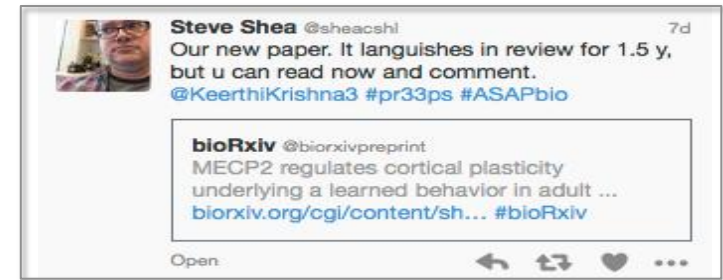 Steve Shea @sheacshl 7d
Our new paper. It languishes in review for 1.5 y,
but u can read now and comment.
@KeerthiKrishna3 #pr33ps #ASAPbio
bioRxiv @biorxivpreprint
MECP2 regulates cortical plasticity
underlying a learned behavior in adult ...
biorxiv.org/cgi/content/sh... #bioRxiv
Open